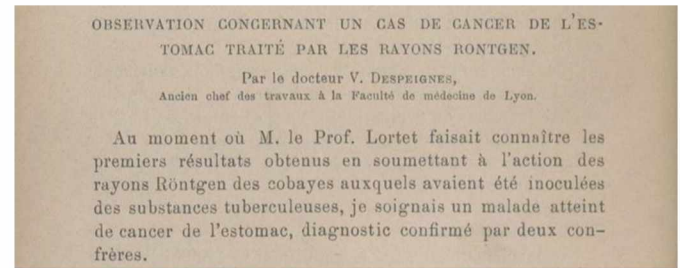 OBSERVATION CONCERNANT UN CAS DE CANCER DE L'ES-
TOMAC TRAITÉ PAR LES RAYONS RONTGEN.
Par le docteur V. DESPEIGNES,
Ancien chef des travaux à la Faculté de médecine de Lyon.
Au moment où M. le Prof. Lortet faisait connaître les
premiers résultats obtenus en soumettant à l'action des
rayons Röntgen des cobayes auxquels avaient été inoculées
des substances tuberculeuses, je soignais un malade atteint
de cancer de l'estomac, diagnostic confirmé par deux con-
frères.